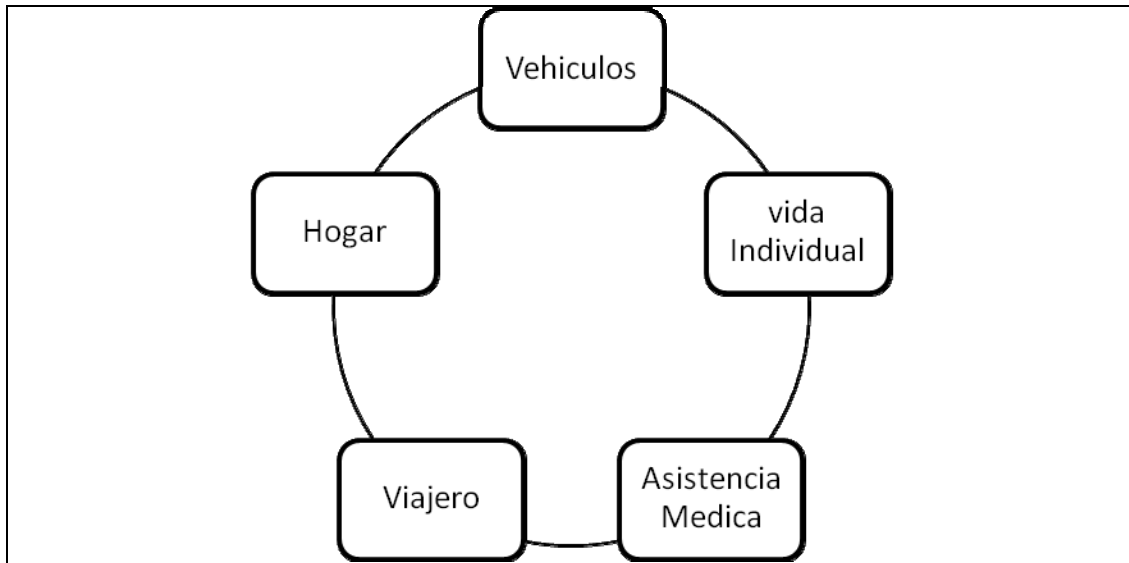 Vehiculos
Hogar
vida
Individual
Viajero
Asistencia
Medica